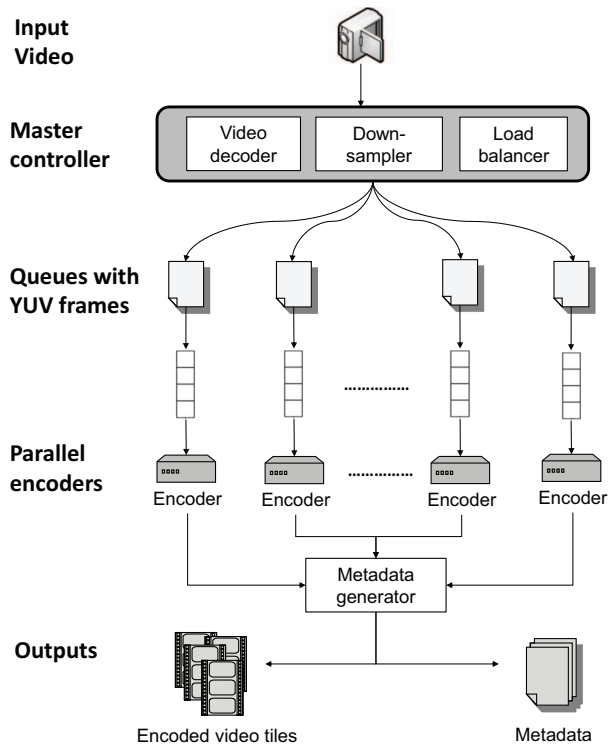 Input
Video
Master
controller
Video
decoder
Down-
sampler
Load
balancer
Queues with
YUV frames
................
Parallel
encoders
................
Encoder
Encoder
Encoder
Encoder
Metadata
generator
Outputs
Encoded video tiles
Metadata